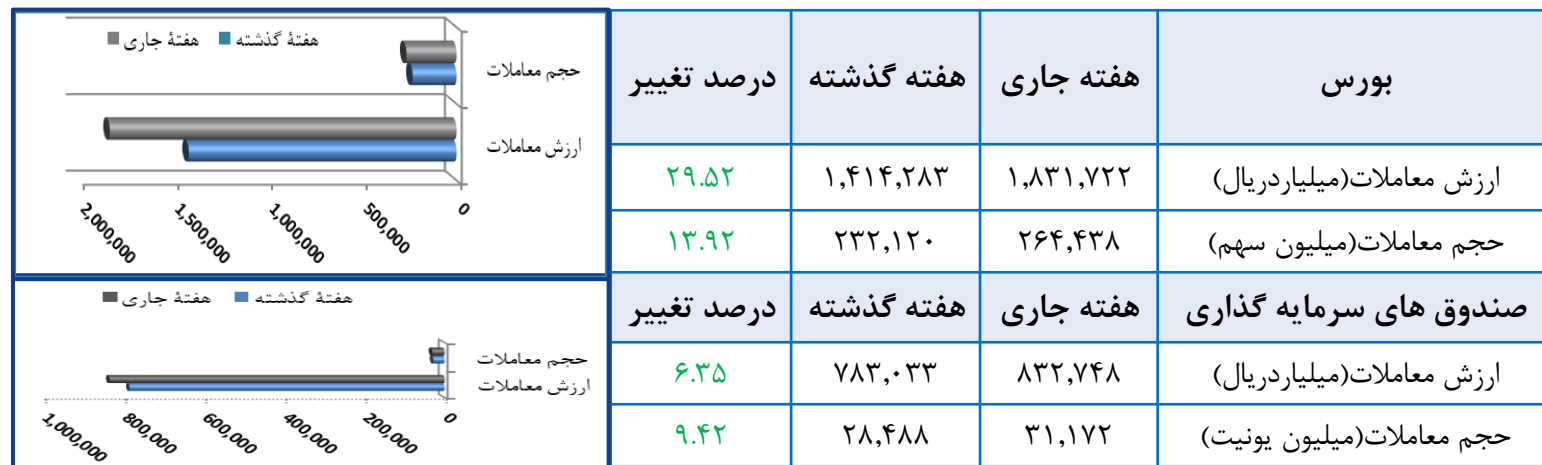 بورس هفته جاری هفته گذشته درصد تغییر
ارزش معاملات(میلیاردریال) ۱,۸۳۱,۷۲۲ ۱,۴۱۴,۲۸۳ ۲۹.۵۲
حجم معاملات(میلیون سهم) ۲۶۴,۴۳۸ ۲۳۲,۱۲۰ ۱۳.۹۲
صندوق های سرمایه گذاری هفته جاری هفته گذشته درصد تغییر
ارزش معاملات(میلیاردریال) ۸۳۲,۷۴۸ ۷۸۳,۰۳۳ ۶.۳۵
حجم معاملات(میلیون یونیت) ۳۱,۱۷۲ ۲۸,۴۸۸ ۹.۴۲
هفتهٔ گذشته هفتهٔ جاری
حجم معاملات
ارزش معاملات
0 500,000 1,000,000 1,500,000 2,000,000
هفتهٔ گذشته هفتهٔ جاری
حجم معاملات
ارزش معاملات
0 200,000 400,000 600,000 800,000 1,000,000